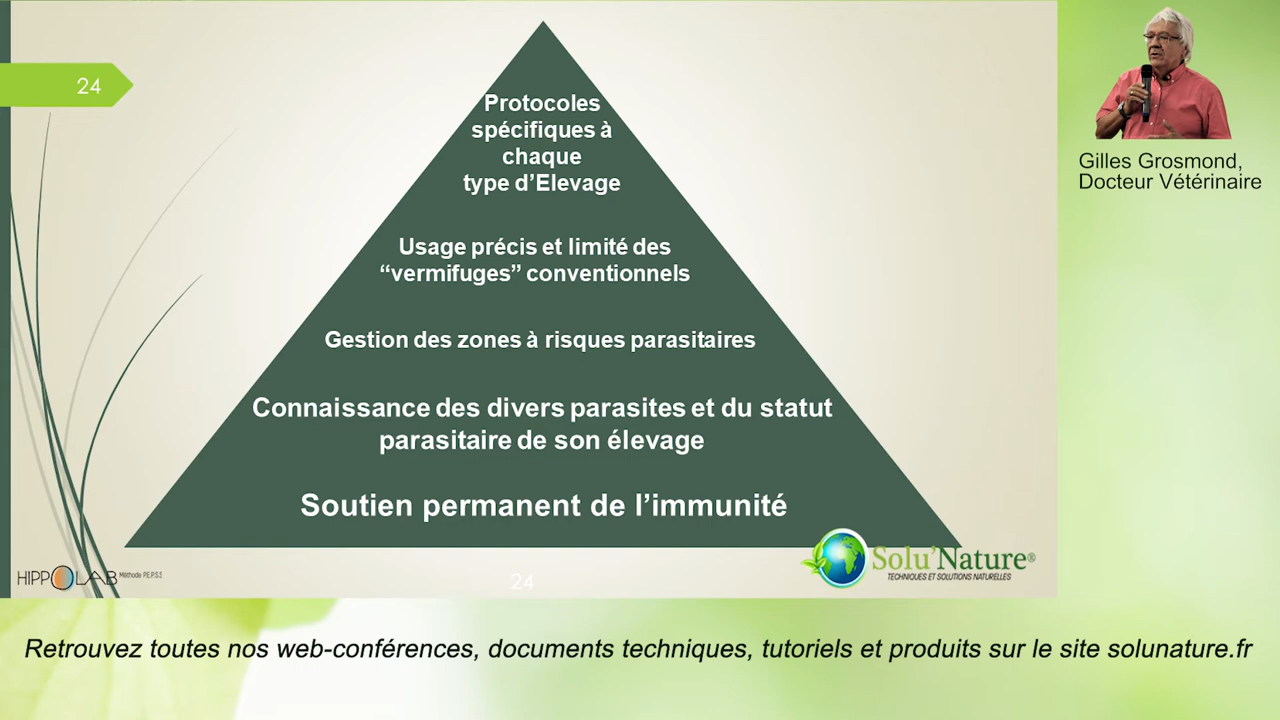 24
Protocoles
spécifiques à
chaque
type d’Elevage
Usage précis et limité des
“vermifuges” conventionnels
Gestion des zones à risques parasitaires
Connaissance des divers parasites et du statut
parasitaire de son élevage
Soutien permanent de l’immunité
Gilles Grosmond,
Docteur Vétérinaire
HIPPOLAB Méthode P.E.P.S.3
24
Solu’Nature®
TECHNIQUES ET SOLUTIONS NATURELLES
Retrouvez toutes nos web-conférences, documents techniques, tutoriels et produits sur le site solunature.fr